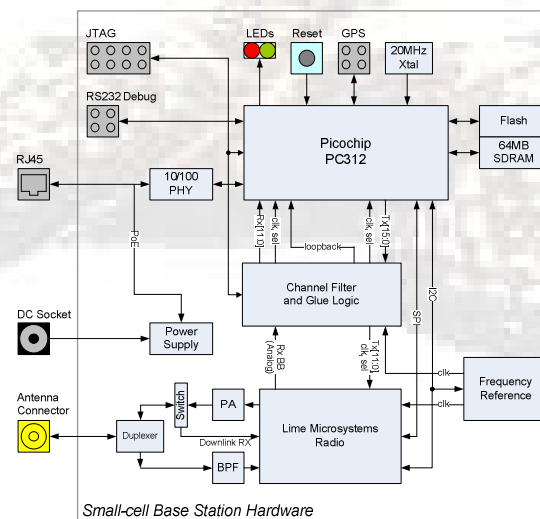 JTAG
LEDs
Reset
GPS
20MHz
Xtal
RS232 Debug
Picochip
PC312
Flash
64MB
SDRAM
RJ45
10/100
PHY
PoE
Rx[11:0]
clk, sel
loopback
clk, sel
Tx[15:0]
SPI
I2C
Channel Filter
and Glue Logic
DC Socket
Power
Supply
Rx BB
(Analog)
Tx[11:0]
clk, sel
clk
Frequency
Reference
clk
Antenna
Connector
Switch
PA
Duplexer
Downlink RX
Lime Microsystems
Radio
BPF
Small-cell Base Station Hardware